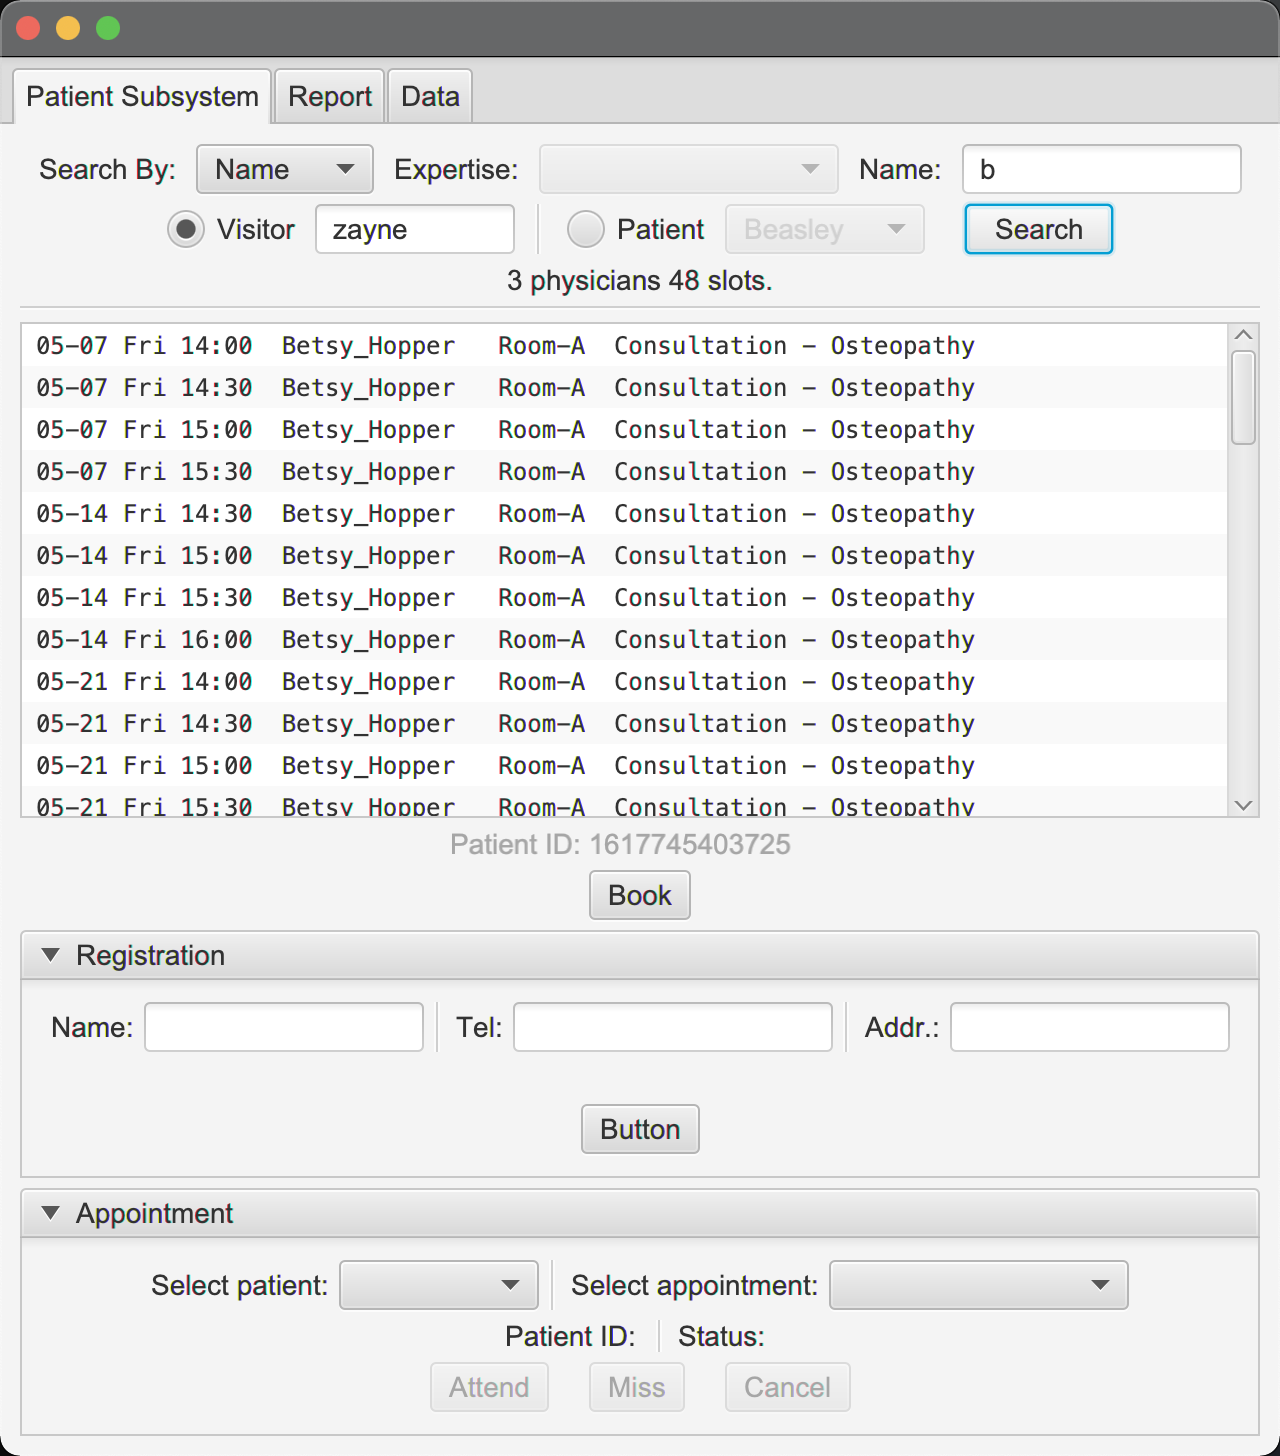 Patient Subsystem Report Data
Search By: Name Expertise: Name: b
Visitor zayne Patient Beasley Search
3 physicians 48 slots.
05-07 Fri 14:00 Betsy_Hopper Room-A Consultation - Osteopathy
05-07 Fri 14:30 Betsy_Hopper Room-A Consultation - Osteopathy
05-07 Fri 15:00 Betsy_Hopper Room-A Consultation - Osteopathy
05-07 Fri 15:30 Betsy_Hopper Room-A Consultation - Osteopathy
05-14 Fri 14:30 Betsy_Hopper Room-A Consultation - Osteopathy
05-14 Fri 15:00 Betsy_Hopper Room-A Consultation - Osteopathy
05-14 Fri 15:30 Betsy_Hopper Room-A Consultation - Osteopathy
05-14 Fri 16:00 Betsy_Hopper Room-A Consultation - Osteopathy
05-21 Fri 14:00 Betsy_Hopper Room-A Consultation - Osteopathy
05-21 Fri 14:30 Betsy_Hopper Room-A Consultation - Osteopathy
05-21 Fri 15:00 Betsy_Hopper Room-A Consultation - Osteopathy
05-21 Fri 15:30 Betsy_Hopper Room-A Consultation - Osteopathy
Patient ID: 1617745403725
Book
Registration
Name: Tel: Addr.:
Button
Appointment
Select patient: Select appointment:
Patient ID: Status:
Attend Miss Cancel